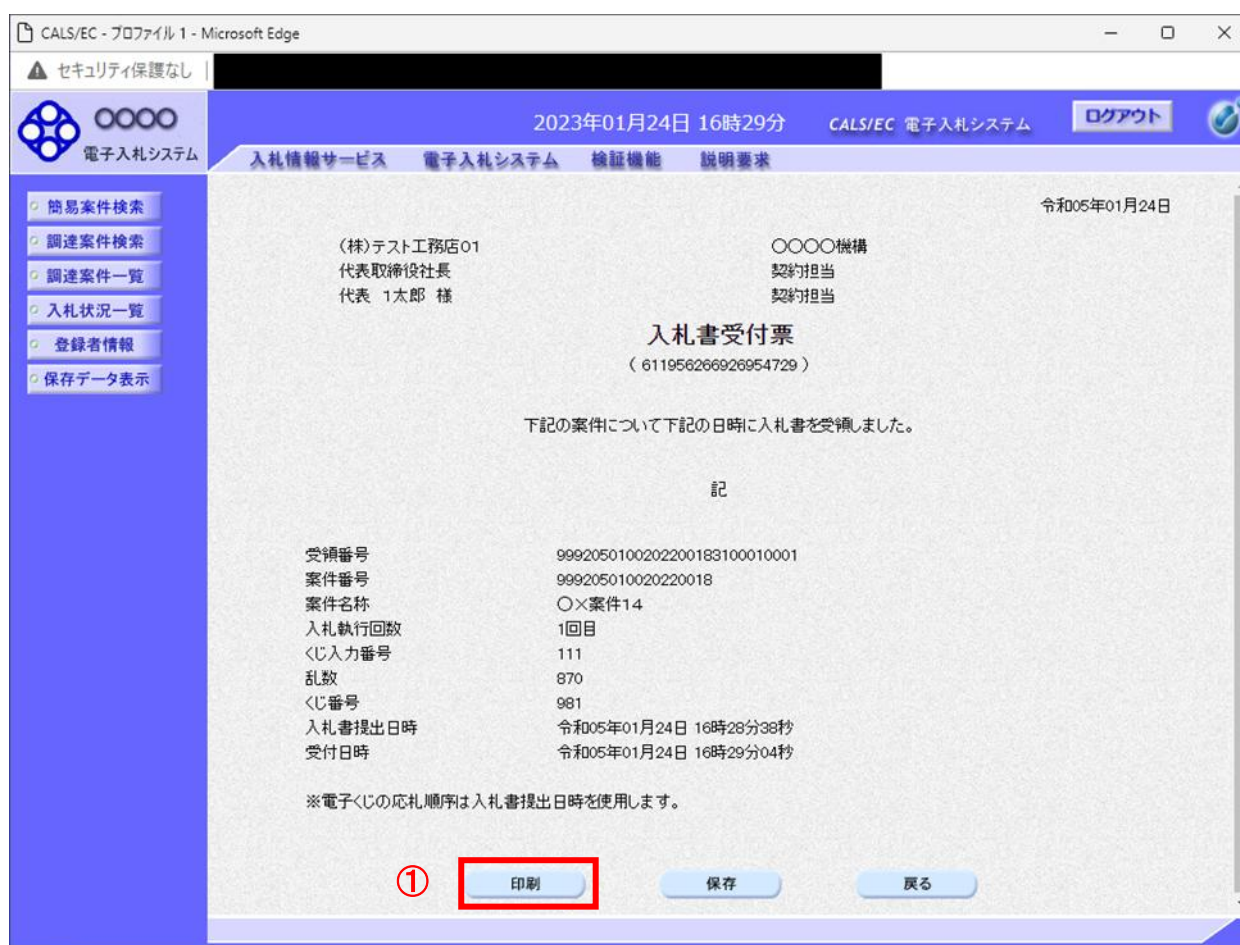 CALS/EC - プロファイル 1 - Microsoft Edge
セキュリティ保護なし
〇〇〇〇
電子入札システム
2023年01月24日 16時29分
CALS/EC 電子入札システム
ログアウト
入札情報サービス 電子入札システム 検証機能 説明要求
簡易案件検索
調達案件検索
調達案件一覧
入札状況一覧
登録者情報
保存データ表示
令和05年01月24日
(株)テスト工務店01 〇〇〇〇機構
代表取締役社長 契約担当
代表 1太郎 様 契約担当
入札書受付票
( 611956266926954729 )
下記の案件について下記の日時に入札書を受領しました。
記
受領番号 99920501002022001831​00010001
案件番号 999205010020220018
案件名称 〇×案件14
入札執行回数 1回目
くじ入力番号 111
乱数 870
くじ番号 981
入札書提出日時 令和05年01月24日 16時28分38秒
受付日時 令和05年01月24日 16時29分04秒
※電子くじの応札順序は入札書提出日時を使用します。
① 印刷 保存 戻る